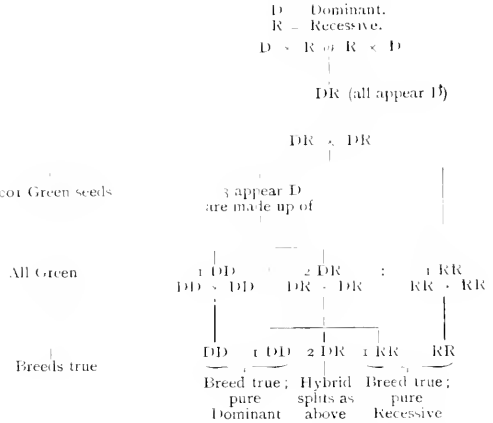 D Dominant.
R – Recessive.
D × R or R × D
DR (all appear D)
DR × DR
001 Green seeds
3 appear D
are made up of
All Green
1 DD : 2 DR : 1 RR
DD × DD DR × DR RR × RR
DD 1 DD 2 DR 1 RR RR
Breeds true
Breed true; Hybrid Breed true;
pure splits as pure
Dominant above Recessive